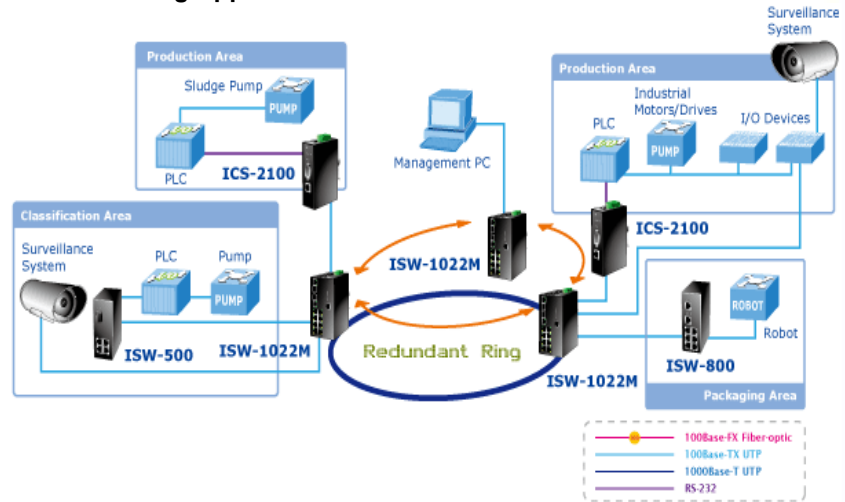 Surveillance
System
Production Area
Sludge Pump
PUMP
I/O
PLC
ICS-2100
Management PC
Production Area
Industrial
Motors/Drives
I/O Devices
PLC
I/O
PUMP
ICS-2100
Classification Area
Surveillance
System
PLC
Pump
I/O
PUMP
ISW-500
ISW-1022M
ISW-1022M
Redundant Ring
ISW-1022M
ROBOT
Robot
ISW-800
Packaging Area
100Base-FX Fiber-optic
100Base-TX UTP
1000Base-T UTP
RS-232